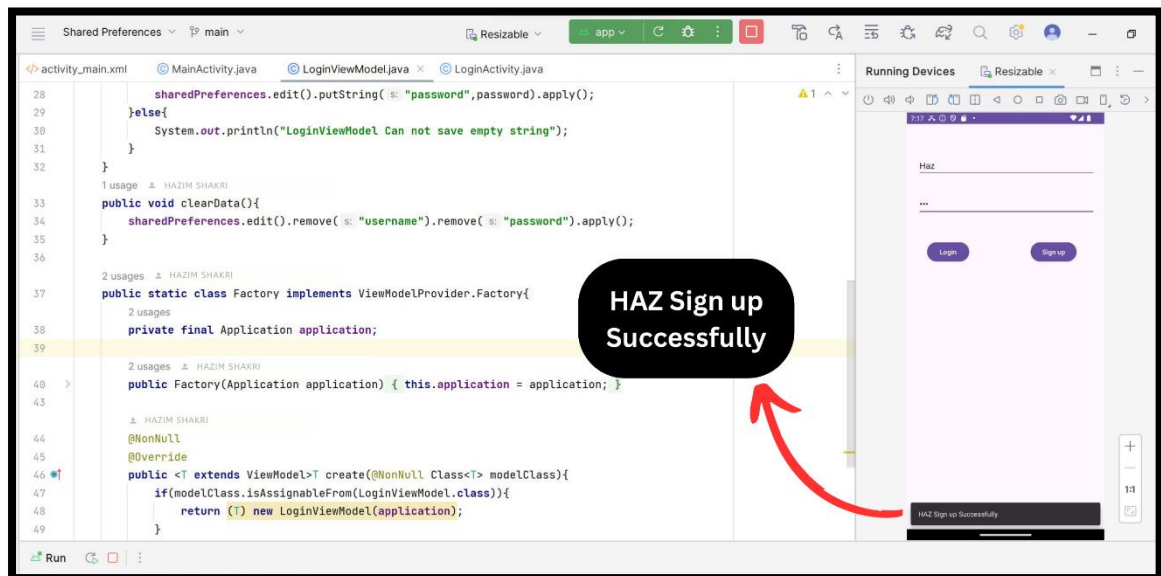 Shared Preferences main Resizable app
activity_main.xml MainActivity.java LoginViewModel.java LoginActivity.java
Running Devices Resizable
28 sharedPreferences.edit().putString( s: "password",password).apply();
1
29 }else{
30 System.out.println("LoginViewModel Can not save empty string");
31 }
32 }
1 usage HAZIM SHAKRI
33 public void clearData(){
34 sharedPreferences.edit().remove( s: "username").remove( s: "password").apply();
35 }
36
2 usages HAZIM SHAKRI
37 public static class Factory implements ViewModelProvider.Factory{
2 usages
38 private final Application application;
39
2 usages HAZIM SHAKRI
40 public Factory(Application application) { this.application = application; }
43
HAZIM SHAKRI
44 @NonNull
45 @Override
46 public <T extends ViewModel>T create(@NonNull Class<T> modelClass){
47 if(modelClass.isAssignableFrom(LoginViewModel.class)){
48 return (T) new LoginViewModel(application);
49 }
Run
HAZ Sign up
Successfully
7:17
Haz
•••
Login Sign up
HAZ Sign up Successfully
1:1